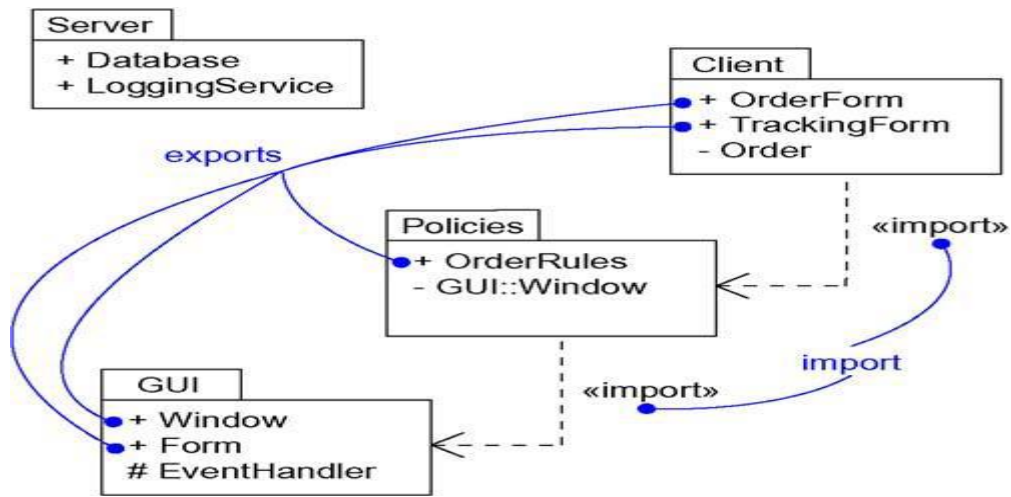 Server
+ Database
+ LoggingService
Client
+ OrderForm
+ TrackingForm
- Order
exports
Policies
+ OrderRules
- GUI::Window
«import»
import
«import»
GUI
+ Window
+ Form
# EventHandler